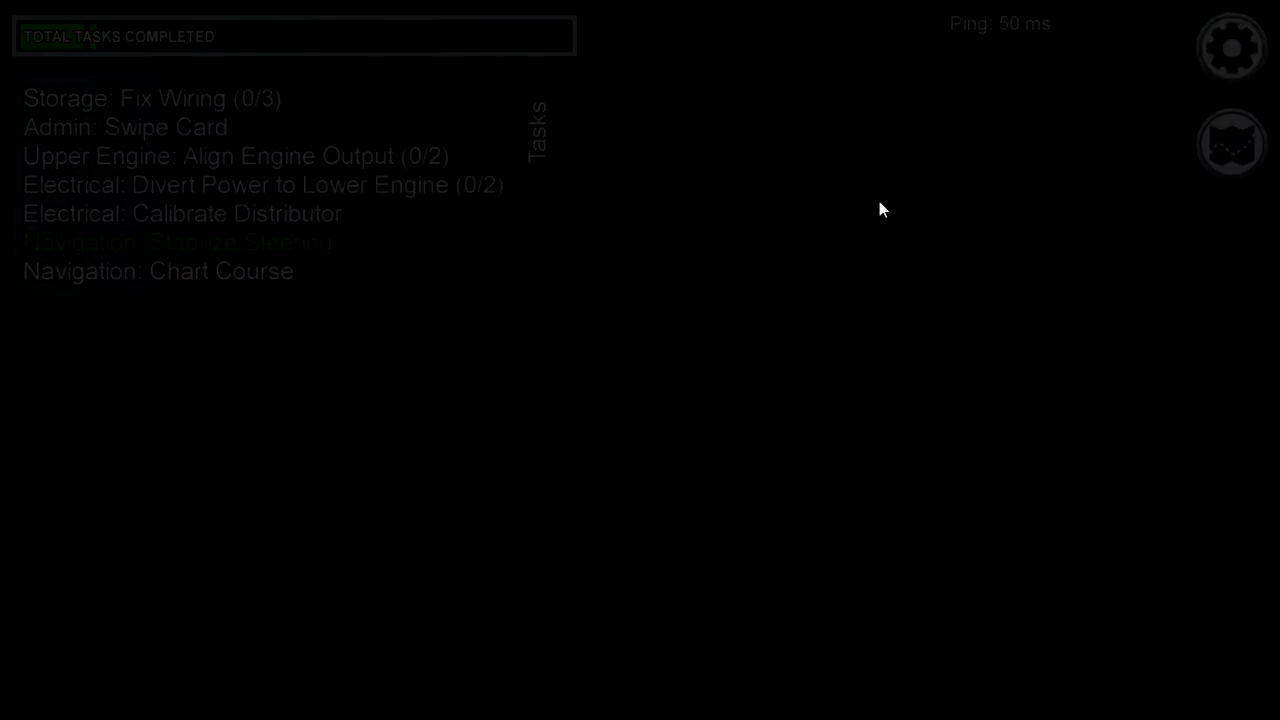 TOTAL TASKS COMPLETED
Ping: 50 ms
Storage: Fix Wiring (0/3)
Admin: Swipe Card
Upper Engine: Align Engine Output (0/2)
Electrical: Divert Power to Lower Engine (0/2)
Electrical: Calibrate Distributor
Navigation: Stabilize Steering
Navigation: Chart Course
Tasks